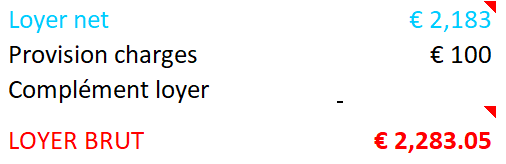 Loyer net € 2,183
Provision charges € 100
Complément loyer -
LOYER BRUT € 2,283.05